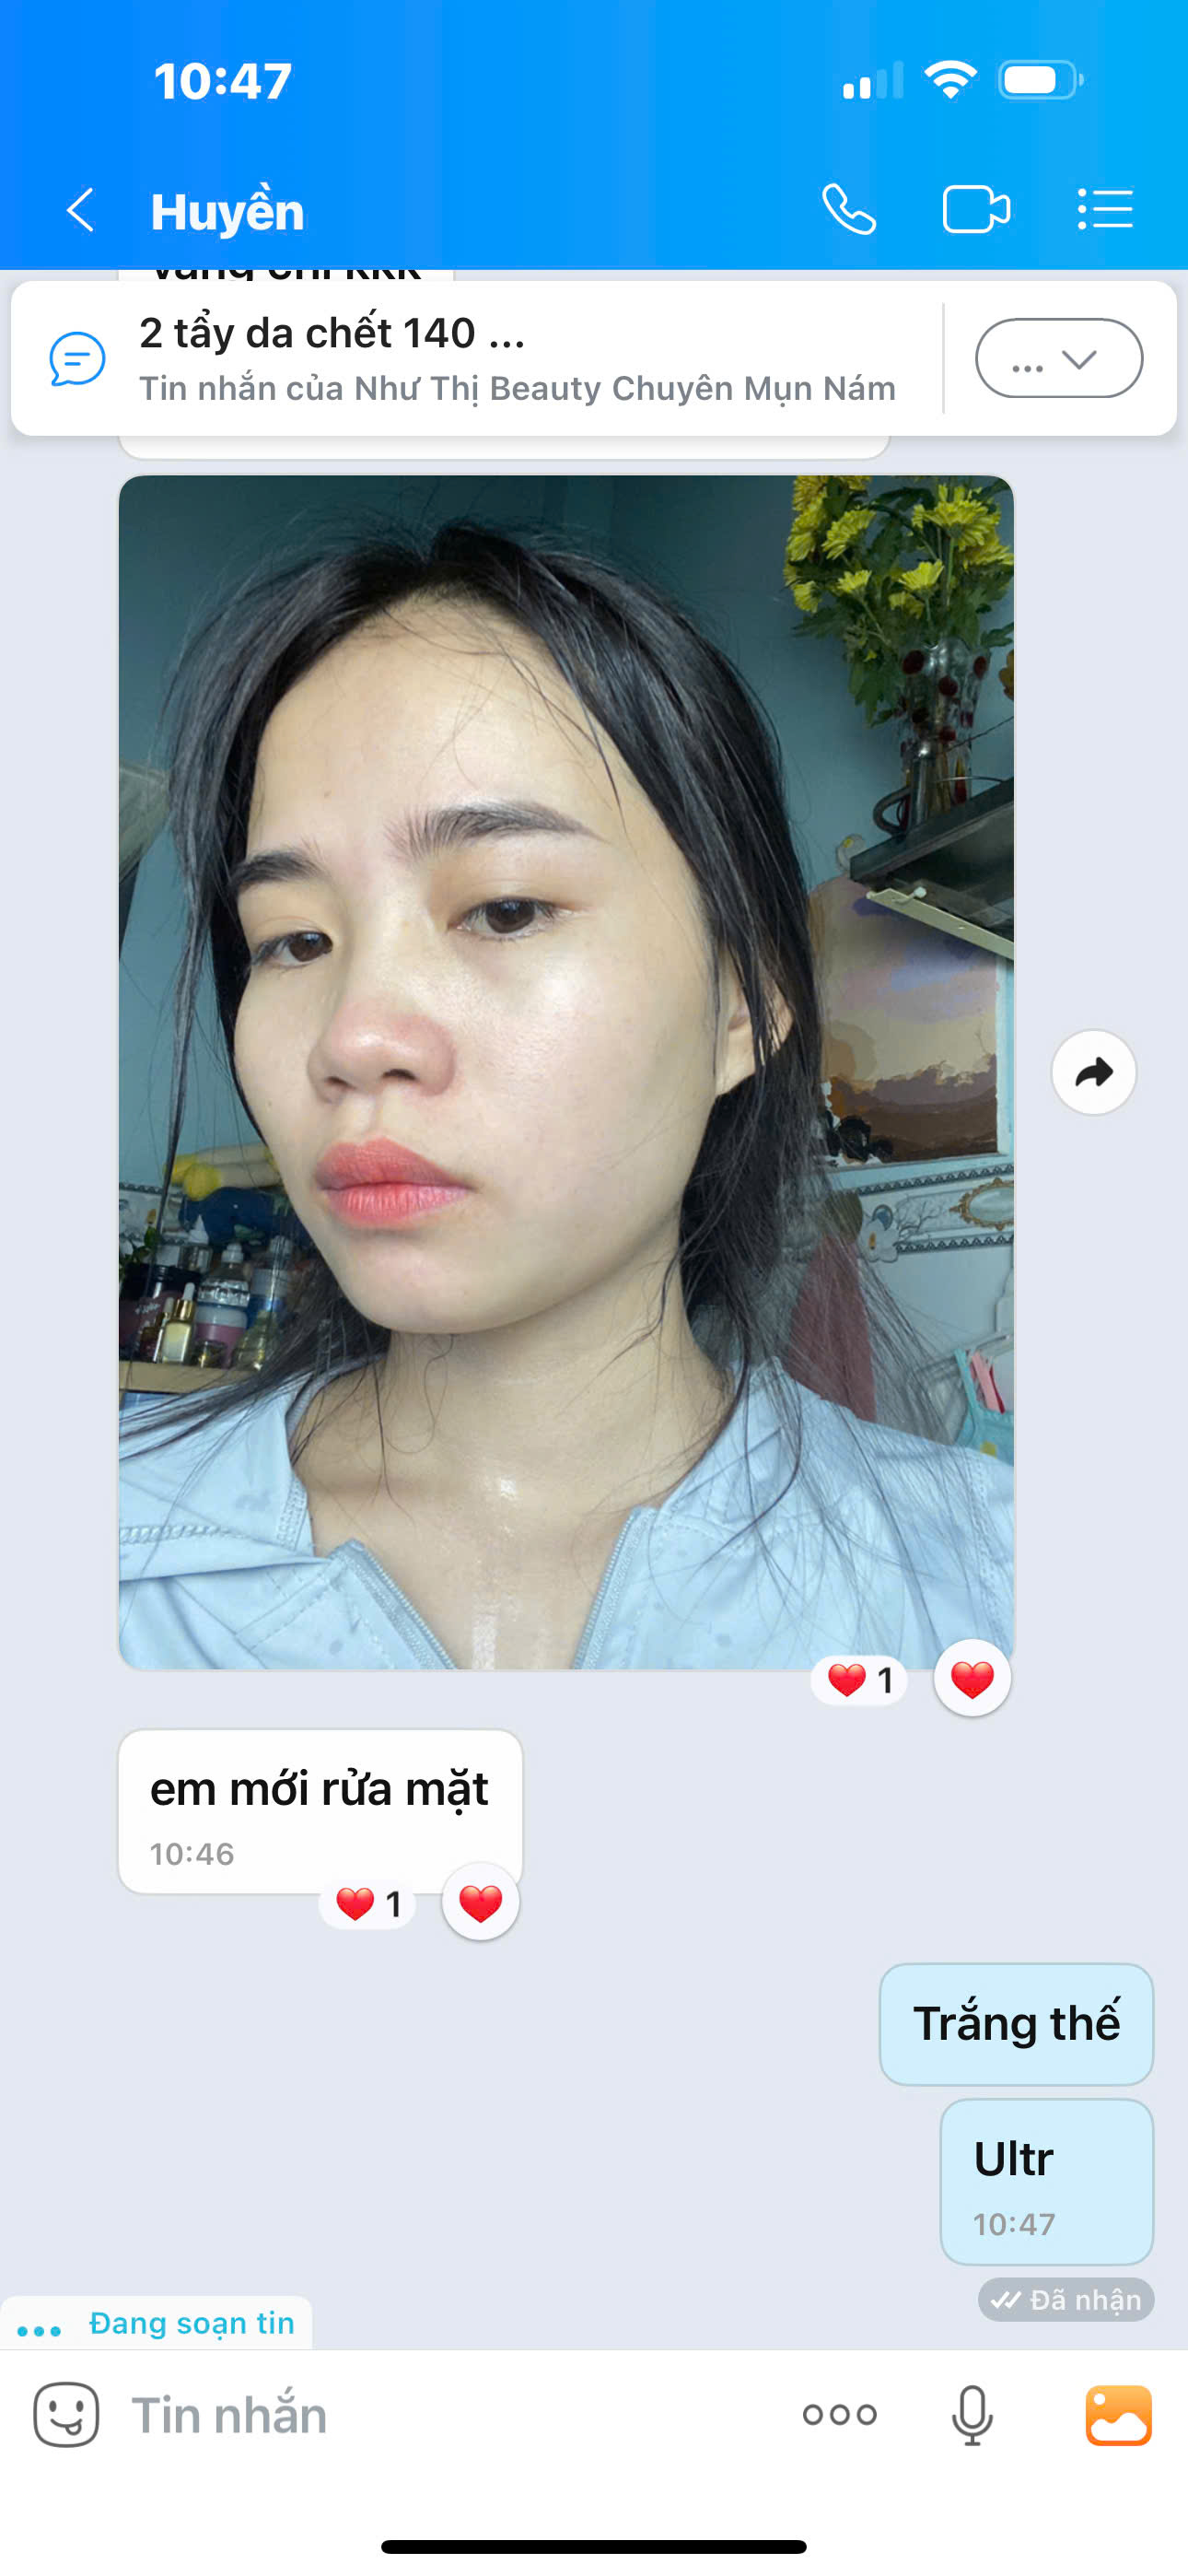 10:47
Huyền
2 tẩy da chết 140 ...
Tin nhắn của Như Thị Beauty Chuyên Mụn Nám
...
1
em mới rửa mặt
10:46
1
Trắng thế
Ultr
10:47
Đã nhận
Đang soạn tin
Tin nhắn